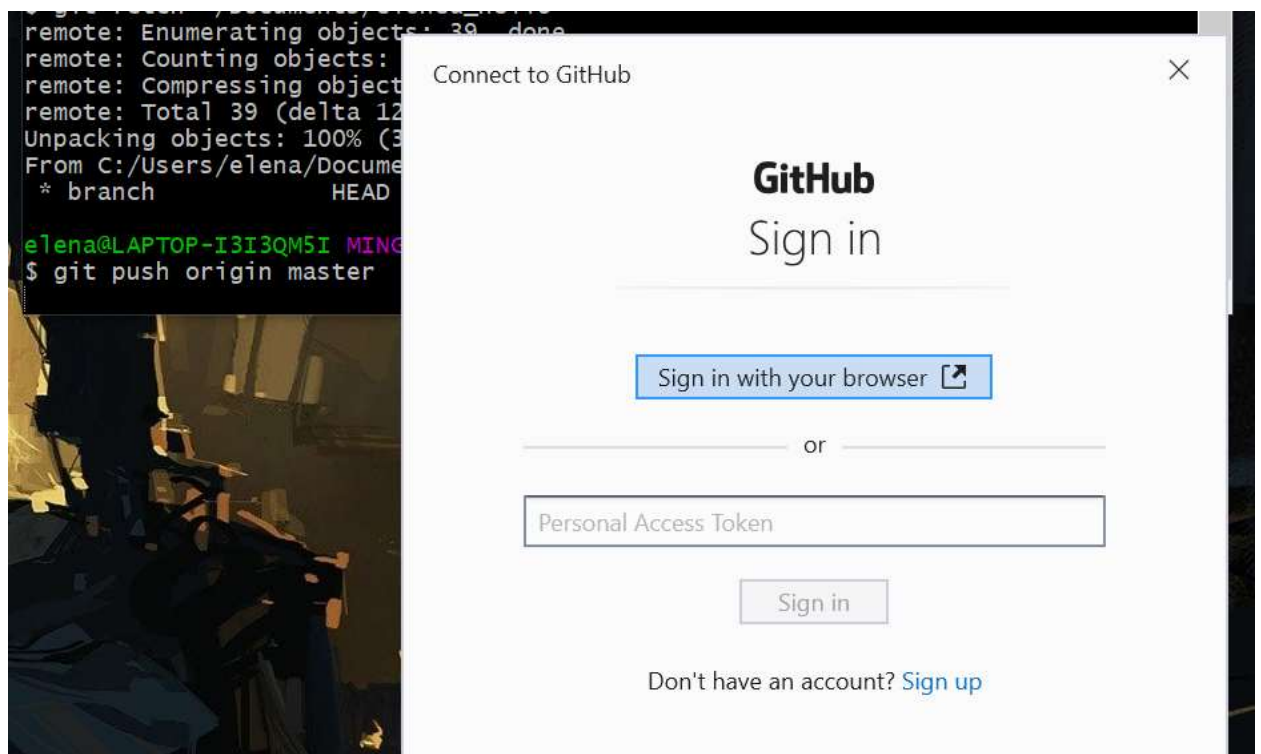 remote: Enumerating objects: 39, done
remote: Counting objects:
remote: Compressing object
remote: Total 39 (delta 12
Unpacking objects: 100% (3
From C:/Users/elena/Docume
* branch HEAD
elena@LAPTOP-I3I3QM5I MING
$ git push origin master
Connect to GitHub
GitHub
Sign in
Sign in with your browser
or
Personal Access Token
Sign in
Don't have an account? Sign up